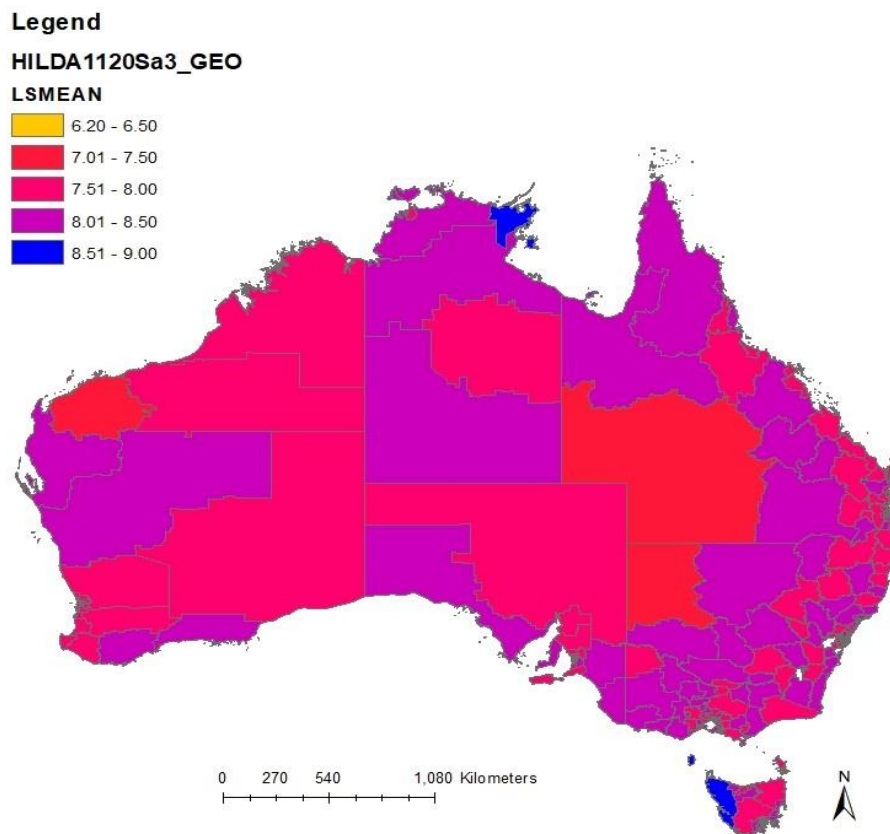 Legend
HILDA1120Sa3_GEO
LSMEAN
6.20 - 6.50
7.01 - 7.50
7.51 - 8.00
8.01 - 8.50
8.51 - 9.00
0 270 540 1,080 Kilometers
N